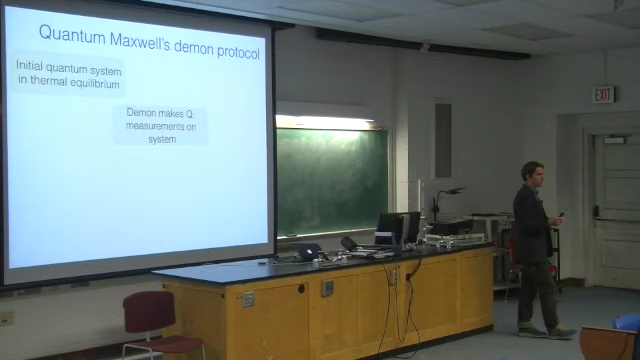 Quantum Maxwell's demon protocol
Initial quantum system
in thermal equilibrium
Demon makes Q.
measurements on
system
EXIT